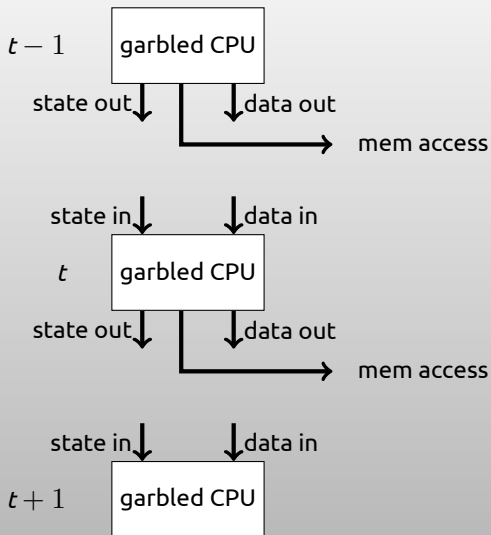 t − 1 garbled CPU
state out data out
mem access
state in data in
t garbled CPU
state out data out
mem access
state in data in
t + 1 garbled CPU